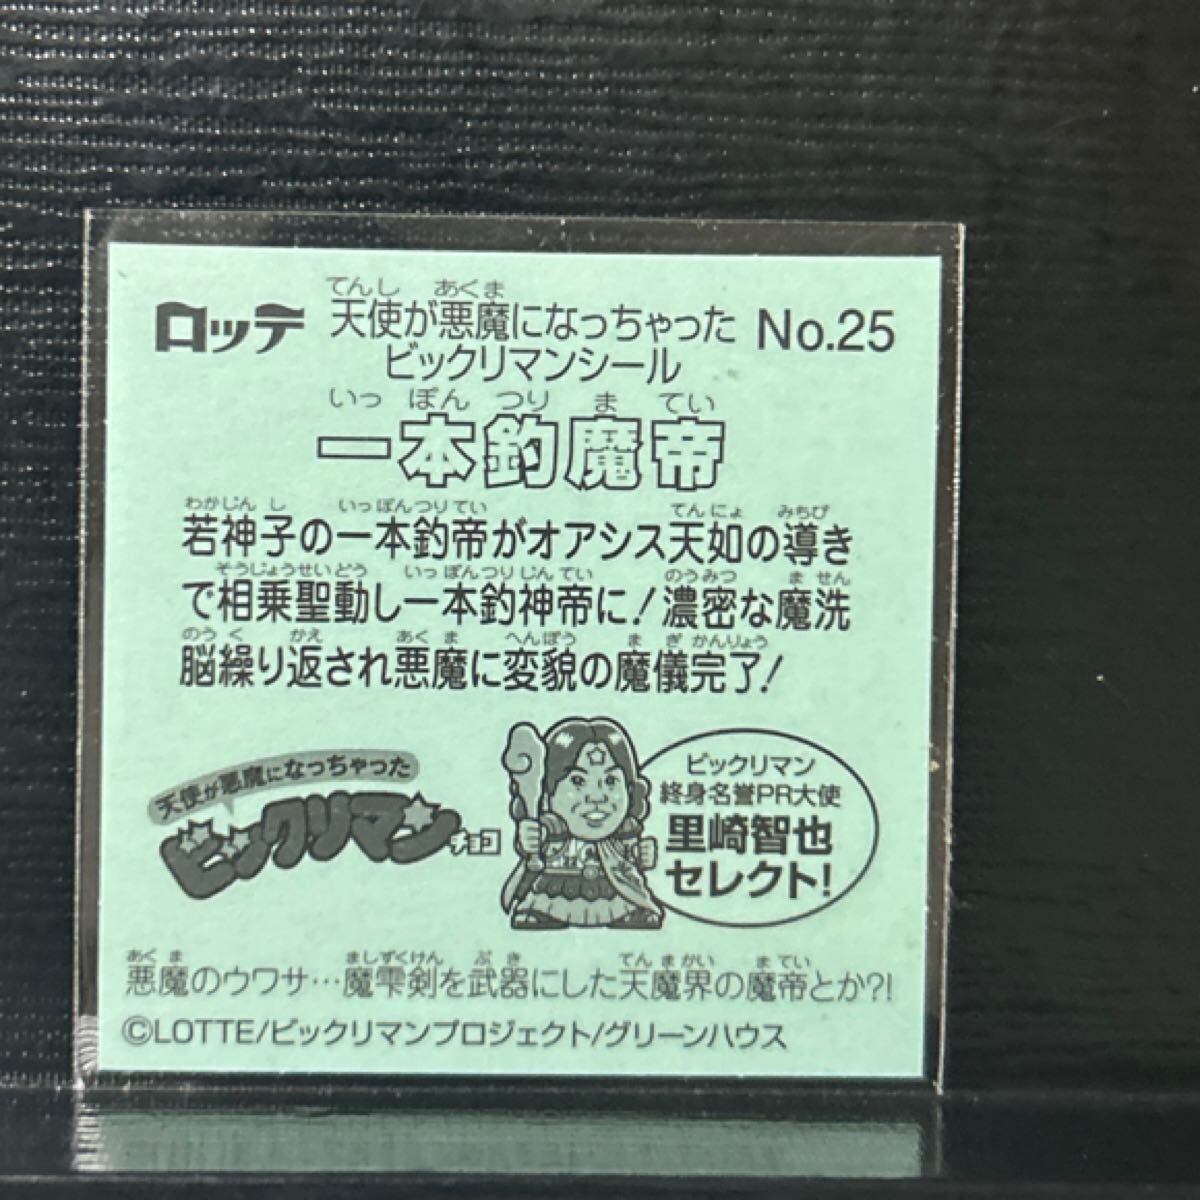 ロッテ
てんし あくま
天使が悪魔になっちゃった
ビックリマンシール
No.25
いっ ぽん つり ま てい
一本釣魔帝
わかじんし いっぽんつりてい てんにょ みちび
若神子の一本釣帝がオアシス天如の導き
そうじょうせいどう いっぽんつりじんてい のうみつ ません
で相乗聖動し一本釣神帝に!濃密な魔洗
のうく かえ あくま へんぼう まぎかんりょう
脳繰り返され悪魔に変貌の魔儀完了!
天使が悪魔になっちゃった
ビックリマン
チョコ
ビックリマン
終身名誉PR大使
里崎智也
セレクト!
あくま ましずくけん ぶき てんまかい まてい
悪魔のウワサ…魔雫剣を武器にした天魔界の魔帝とか?!
©LOTTE/ビックリマンプロジェクト/グリーンハウス